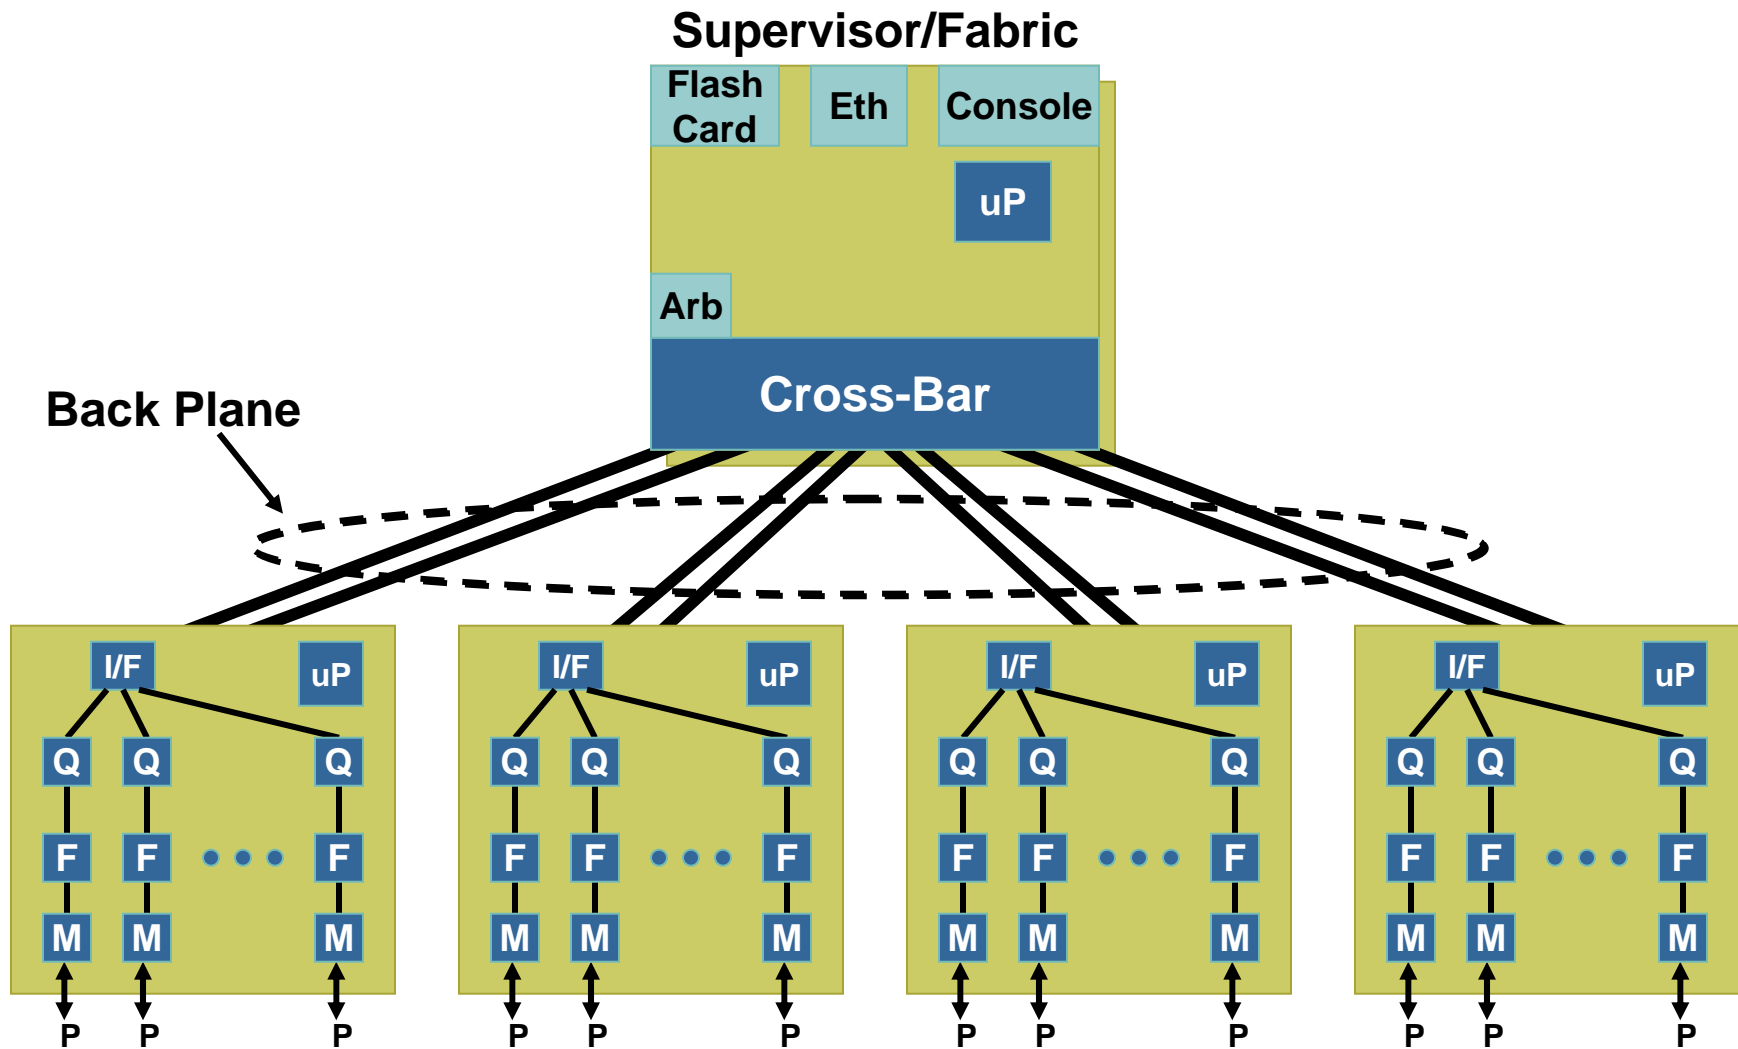 Supervisor/Fabric
Flash
Card
Eth
Console
uP
Arb
Cross-Bar
Back Plane
I/F
uP
I/F
uP
I/F
uP
I/F
uP
Q Q Q
Q Q Q
Q Q Q
Q Q Q
F F F
F F F
F F F
F F F
M M M
M M M
M M M
M M M
P P P
P P P
P P P
P P P